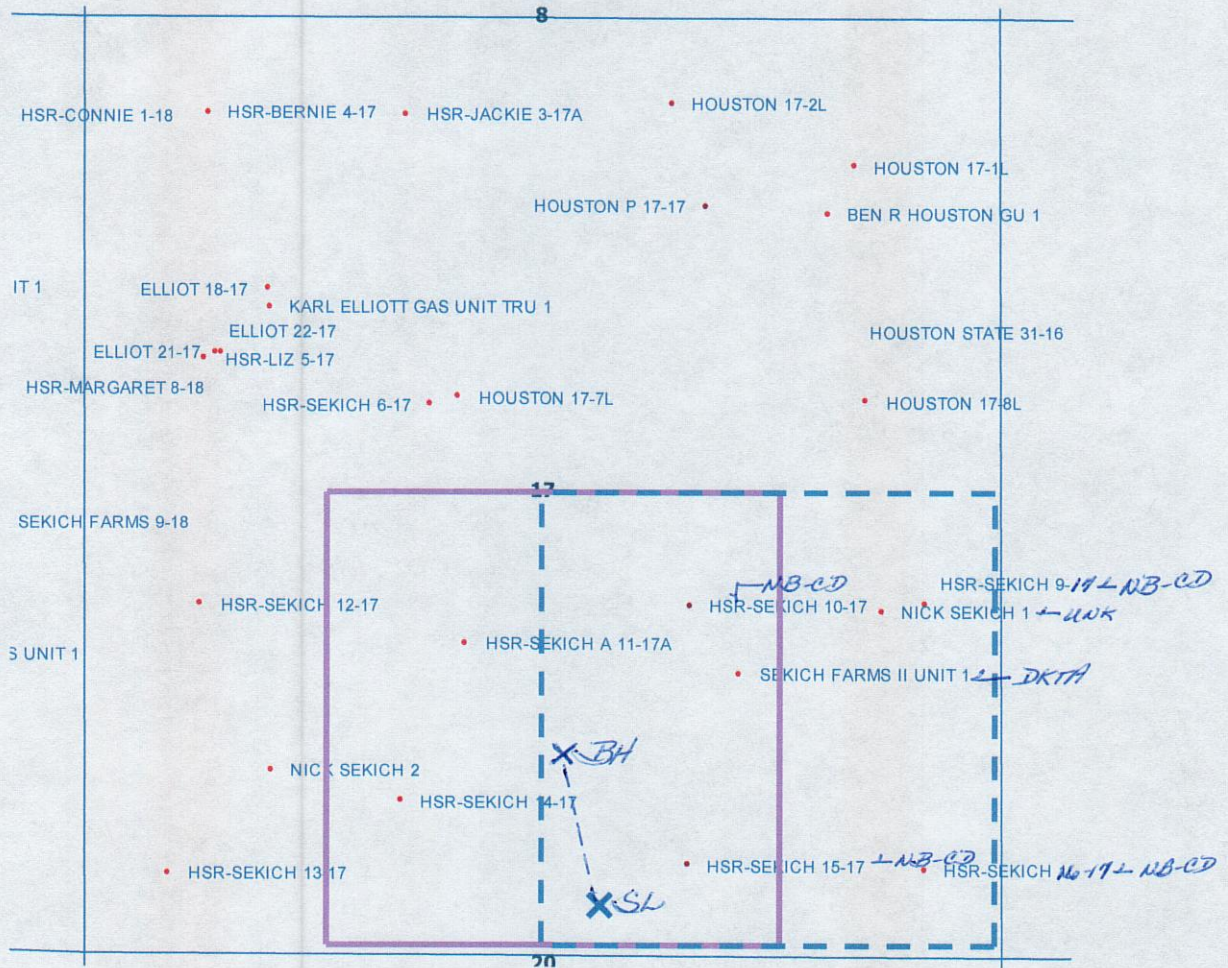 8
HSR-CONNIE 1-18
HSR-BERNIE 4-17
HSR-JACKIE 3-17A
HOUSTON 17-2L
HOUSTON 17-1L
HOUSTON P 17-17
BEN R HOUSTON GU 1
IT 1
ELLIOT 18-17
KARL ELLIOTT GAS UNIT TRU 1
ELLIOT 22-17
HOUSTON STATE 31-16
ELLIOT 21-17
HSR-LIZ 5-17
HSR-MARGARET 8-18
HSR-SEKICH 6-17
HOUSTON 17-7L
HOUSTON 17-8L
17
SEKICH FARMS 9-18
NB-CD
HSR-SEKICH 9-17 ← NB-CD
HSR-SEKICH 12-17
HSR-SEKICH 10-17
NICK SEKICH 1 ← UNK
S UNIT 1
HSR-SEKICH A 11-17A
SEKICH FARMS II UNIT 1 ← DKTA
X BH
NICK SEKICH 2
HSR-SEKICH 14-17
HSR-SEKICH 13-17
HSR-SEKICH 15-17 ← NB-CD
HSR-SEKICH 16-17 ← NB-CD
X SL
20